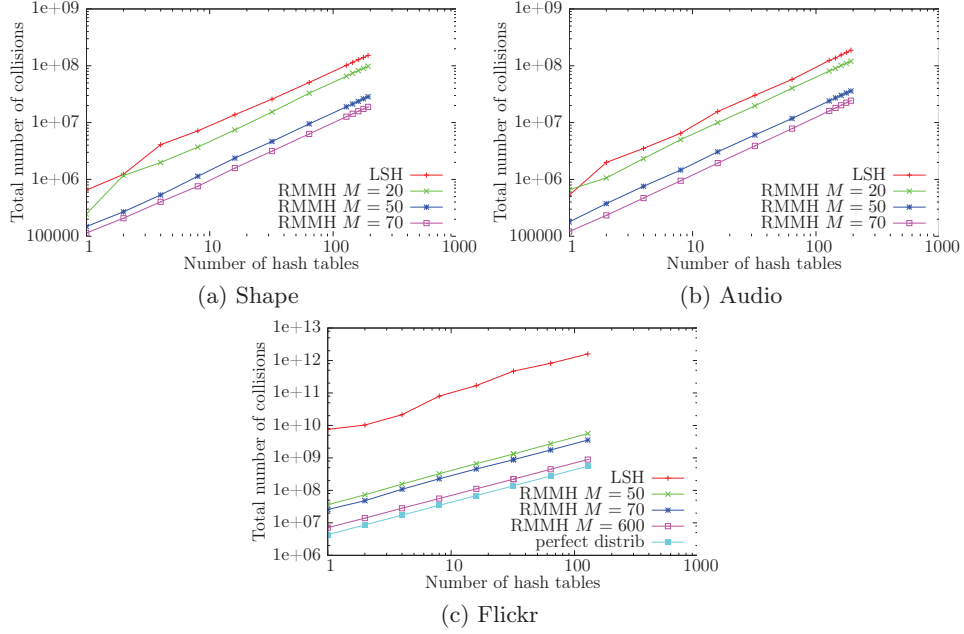 1e+09
1e+08
1e+07
1e+06
100000
Total number of collisions
LSH
RMMH M = 20
RMMH M = 50
RMMH M = 70
1 10 100 1000
Number of hash tables
(a) Shape
1e+09
1e+08
1e+07
1e+06
100000
Total number of collisions
LSH
RMMH M = 20
RMMH M = 50
RMMH M = 70
1 10 100 1000
Number of hash tables
(b) Audio
1e+13
1e+12
1e+11
1e+10
1e+09
1e+08
1e+07
1e+06
Total number of collisions
LSH
RMMH M = 50
RMMH M = 70
RMMH M = 600
perfect distrib
1 10 100 1000
Number of hash tables
(c) Flickr